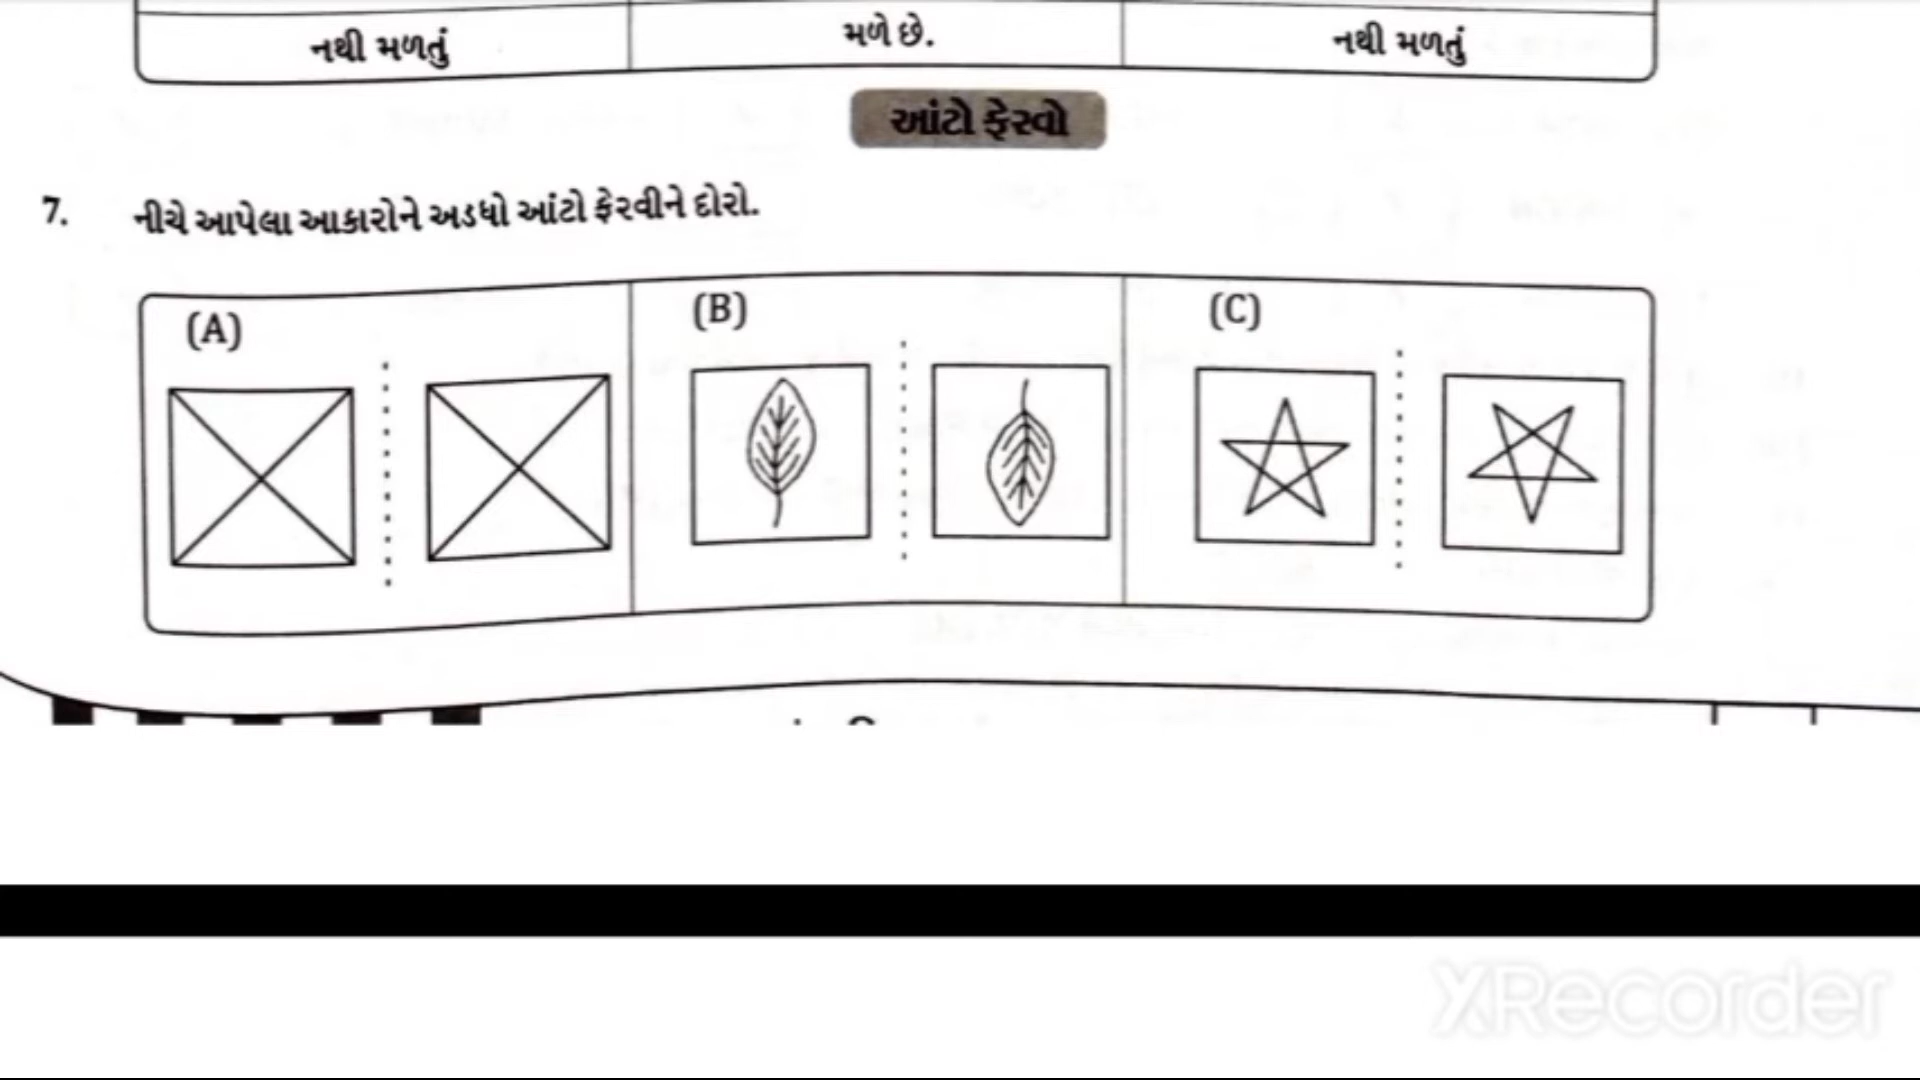 નથી મળતું મળે છે. નથી મળતું
આંટો ફેરવો
7. નીચે આપેલા આકારોને અડધો આંટો ફેરવીને દોરો.
(A) (B) (C)
XRecorder